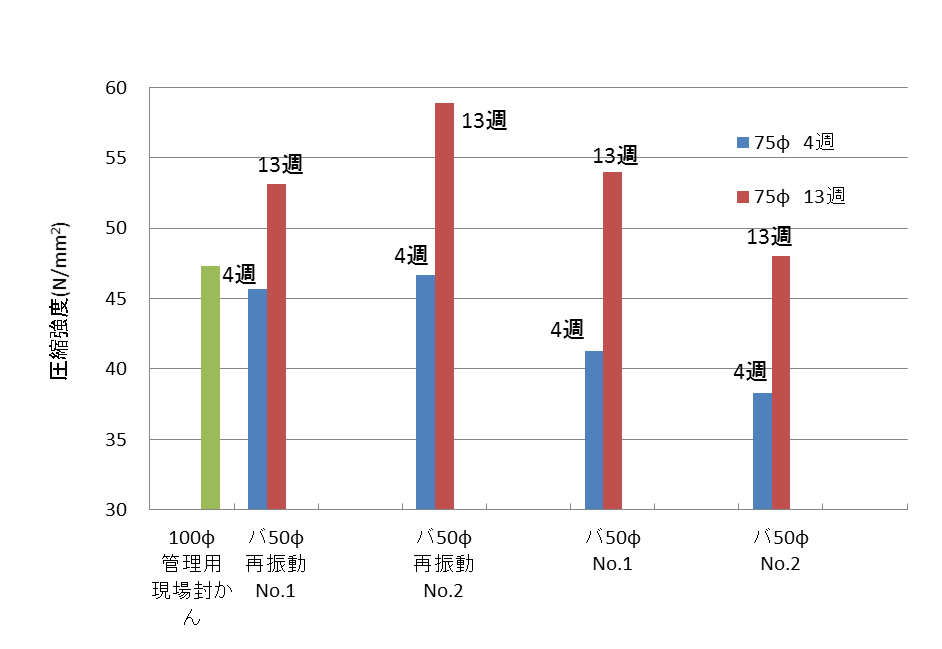 60
55
50
45
40
35
30
圧縮強度(N/mm²)
13週
13週
13週
13週
4週
4週
4週
4週
75φ 4週
75φ 13週
100φ
管理用
現場封か
ん
バ50φ
再振動
No.1
バ50φ
再振動
No.2
バ50φ
No.1
バ50φ
No.2